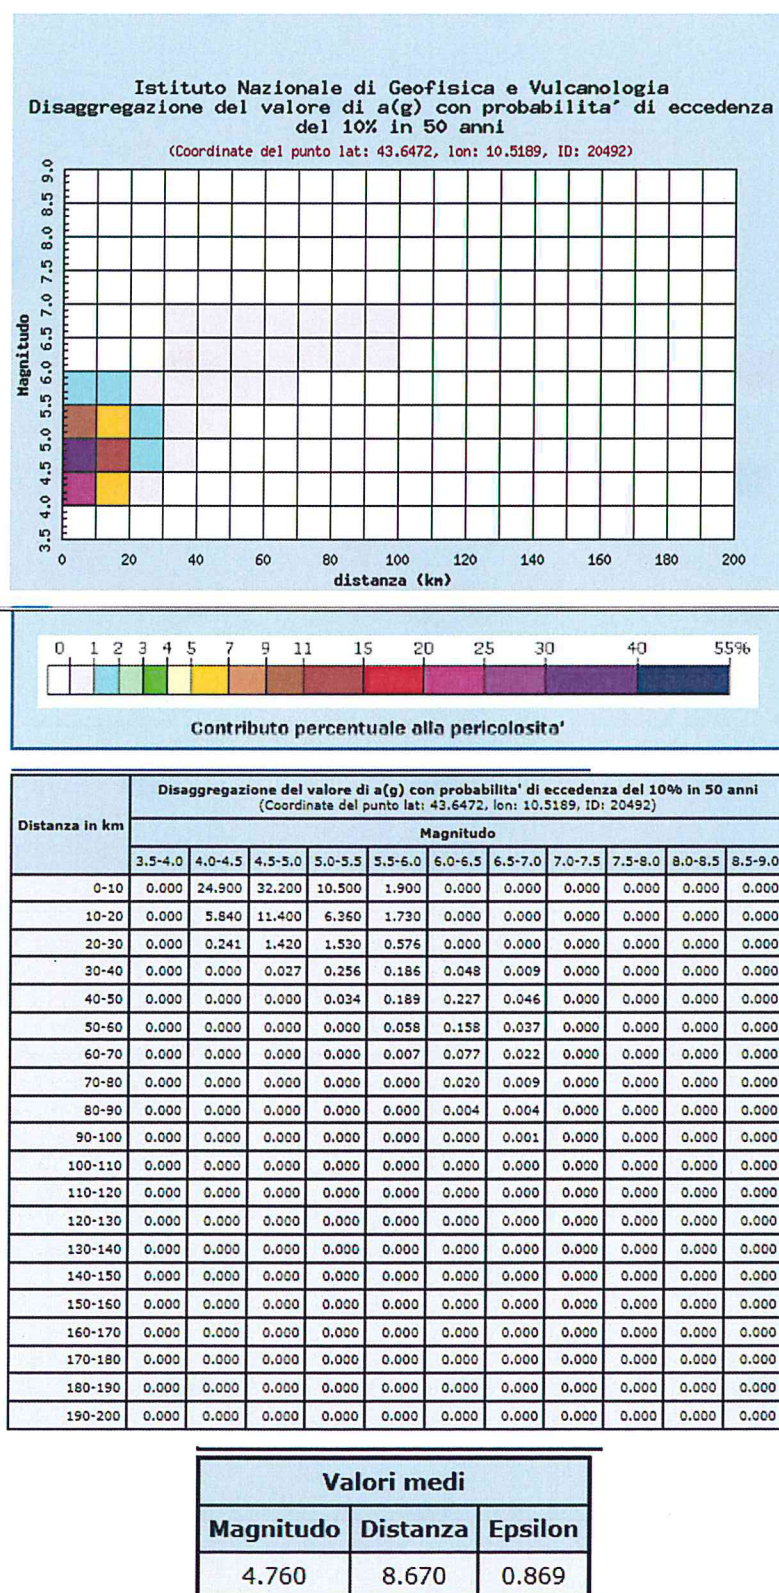 Istituto Nazionale di Geofisica e Vulcanologia
Disaggregazione del valore di a(g) con probabilita' di eccedenza
del 10% in 50 anni
(Coordinate del punto lat: 43.6472, lon: 10.5189, ID: 20492)
Magnitudo
9.0
8.5
8.0
7.5
7.0
6.5
6.0
5.5
5.0
4.5
4.0
3.5
0 20 40 60 80 100 120 140 160 180 200
distanza (km)
0 1 2 3 4 5 7 9 11 15 20 25 30 40 55%
Contributo percentuale alla pericolosita'
Disaggregazione del valore di a(g) con probabilita' di eccedenza del 10% in 50 anni
(Coordinate del punto lat: 43.6472, lon: 10.5189, ID: 20492)
Distanza in km
Magnitudo
3.5-4.0 4.0-4.5 4.5-5.0 5.0-5.5 5.5-6.0 6.0-6.5 6.5-7.0 7.0-7.5 7.5-8.0 8.0-8.5 8.5-9.0
0-10 0.000 24.900 32.200 10.500 1.900 0.000 0.000 0.000 0.000 0.000 0.000
10-20 0.000 5.840 11.400 6.360 1.730 0.000 0.000 0.000 0.000 0.000 0.000
20-30 0.000 0.241 1.420 1.530 0.576 0.000 0.000 0.000 0.000 0.000 0.000
30-40 0.000 0.000 0.027 0.256 0.186 0.048 0.009 0.000 0.000 0.000 0.000
40-50 0.000 0.000 0.000 0.034 0.189 0.227 0.046 0.000 0.000 0.000 0.000
50-60 0.000 0.000 0.000 0.000 0.058 0.158 0.037 0.000 0.000 0.000 0.000
60-70 0.000 0.000 0.000 0.000 0.007 0.077 0.022 0.000 0.000 0.000 0.000
70-80 0.000 0.000 0.000 0.000 0.000 0.020 0.009 0.000 0.000 0.000 0.000
80-90 0.000 0.000 0.000 0.000 0.000 0.004 0.004 0.000 0.000 0.000 0.000
90-100 0.000 0.000 0.000 0.000 0.000 0.000 0.001 0.000 0.000 0.000 0.000
100-110 0.000 0.000 0.000 0.000 0.000 0.000 0.000 0.000 0.000 0.000 0.000
110-120 0.000 0.000 0.000 0.000 0.000 0.000 0.000 0.000 0.000 0.000 0.000
120-130 0.000 0.000 0.000 0.000 0.000 0.000 0.000 0.000 0.000 0.000 0.000
130-140 0.000 0.000 0.000 0.000 0.000 0.000 0.000 0.000 0.000 0.000 0.000
140-150 0.000 0.000 0.000 0.000 0.000 0.000 0.000 0.000 0.000 0.000 0.000
150-160 0.000 0.000 0.000 0.000 0.000 0.000 0.000 0.000 0.000 0.000 0.000
160-170 0.000 0.000 0.000 0.000 0.000 0.000 0.000 0.000 0.000 0.000 0.000
170-180 0.000 0.000 0.000 0.000 0.000 0.000 0.000 0.000 0.000 0.000 0.000
180-190 0.000 0.000 0.000 0.000 0.000 0.000 0.000 0.000 0.000 0.000 0.000
190-200 0.000 0.000 0.000 0.000 0.000 0.000 0.000 0.000 0.000 0.000 0.000
Valori medi
Magnitudo Distanza Epsilon
4.760 8.670 0.869